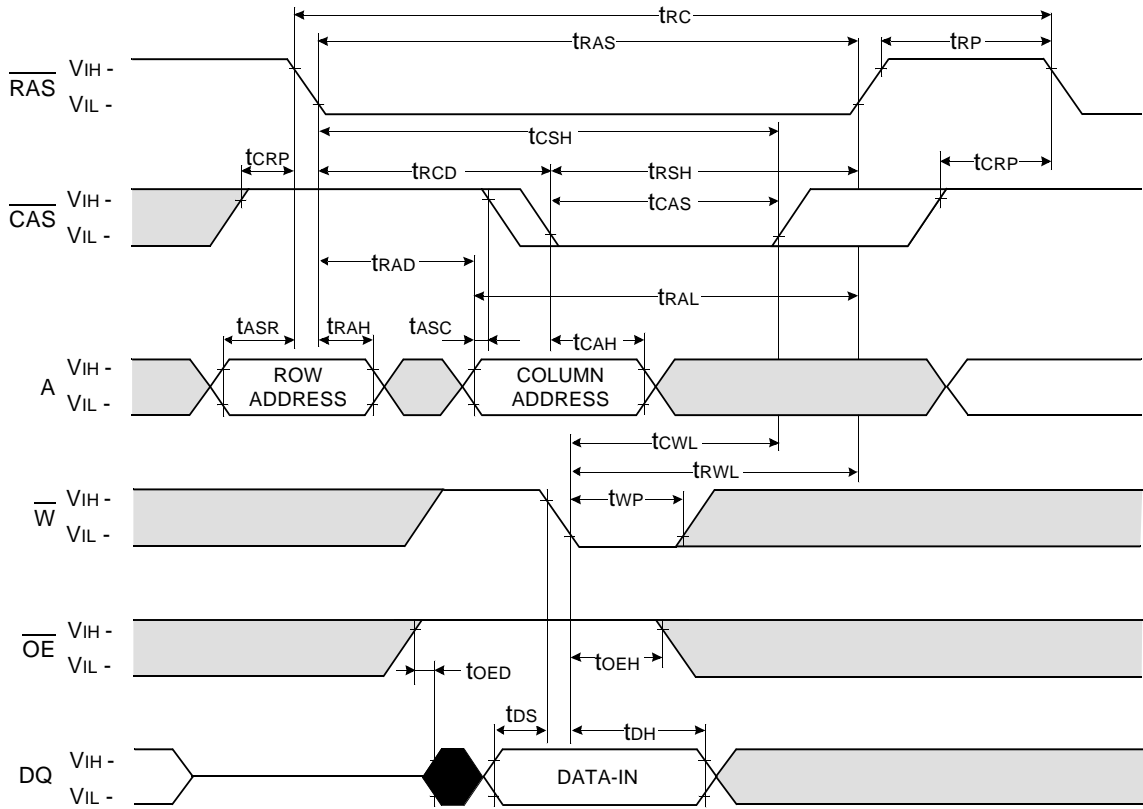 tRC
tRAS
tRP
RAS
VIH -
VIL -
tCSH
tCRP
tRCD
tRSH
tCRP
CAS
VIH -
VIL -
tCAS
tRAD
tRAL
tASR
tRAH
tASC
tCAH
A
VIH -
VIL -
ROW
ADDRESS
COLUMN
ADDRESS
tCWL
tRWL
W
VIH -
VIL -
tWP
OE
VIH -
VIL -
tOED
tOEH
tDS
tDH
DQ
VIH -
VIL -
DATA-IN